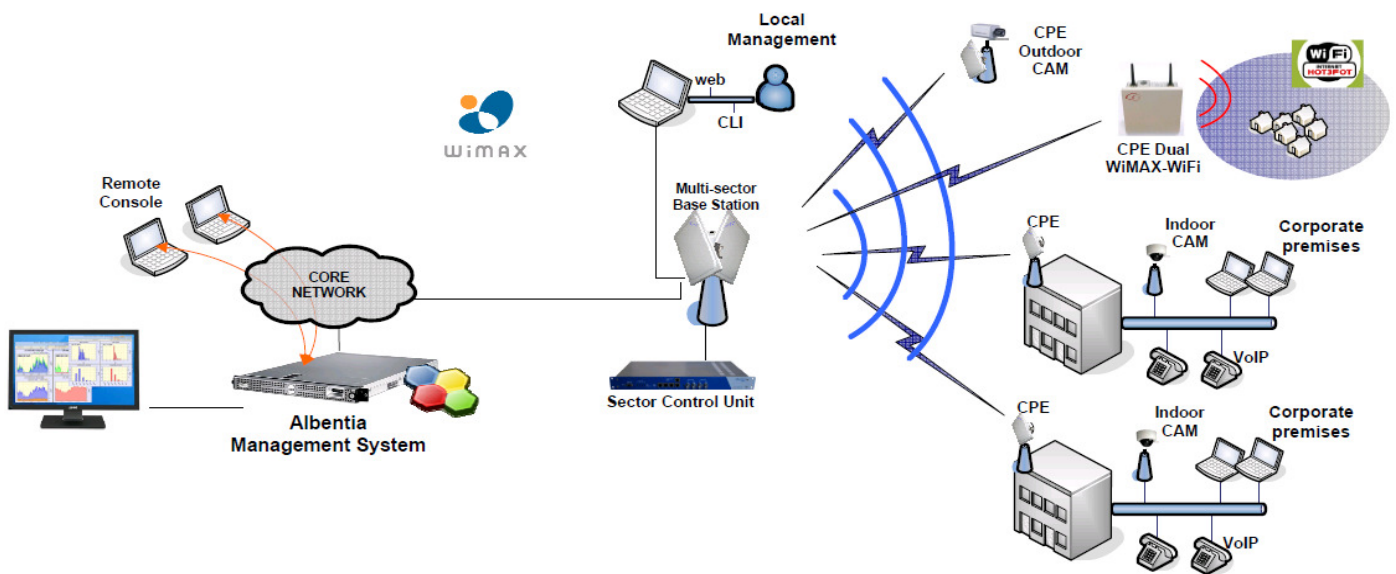 Local
Management
web
CLI
CPE
Outdoor
CAM
WiFi
INTERNET
HOTSPOT
CPE Dual
WiMAX-WiFi
WiMAX
Remote
Console
Multi-sector
Base Station
CORE
NETWORK
CPE
Indoor
CAM
Corporate
premises
VoIP
Albentia
Management System
Sector Control Unit
CPE
Indoor
CAM
Corporate
premises
VoIP